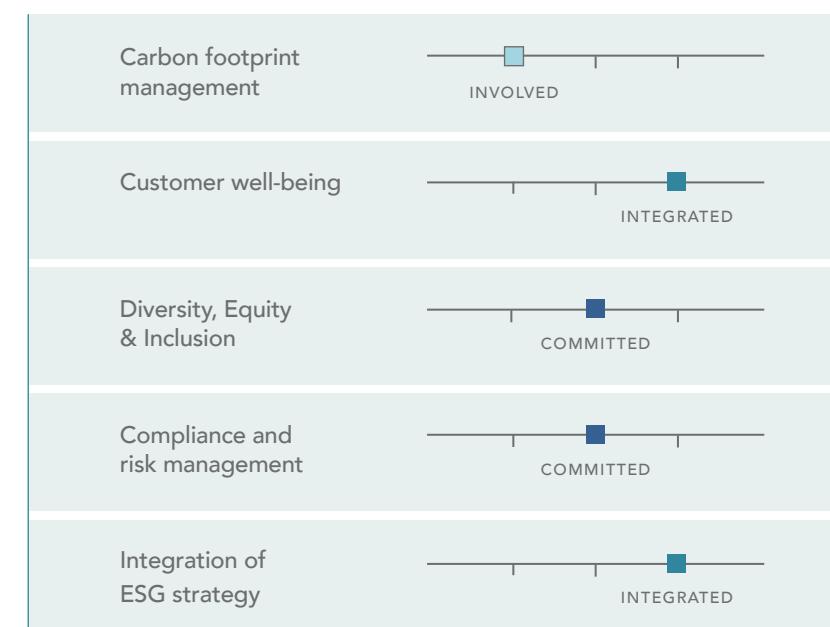 Carbon footprint
management
INVOLVED
Customer well-being
INTEGRATED
Diversity, Equity
& Inclusion
COMMITTED
Compliance and
risk management
COMMITTED
Integration of
ESG strategy
INTEGRATED